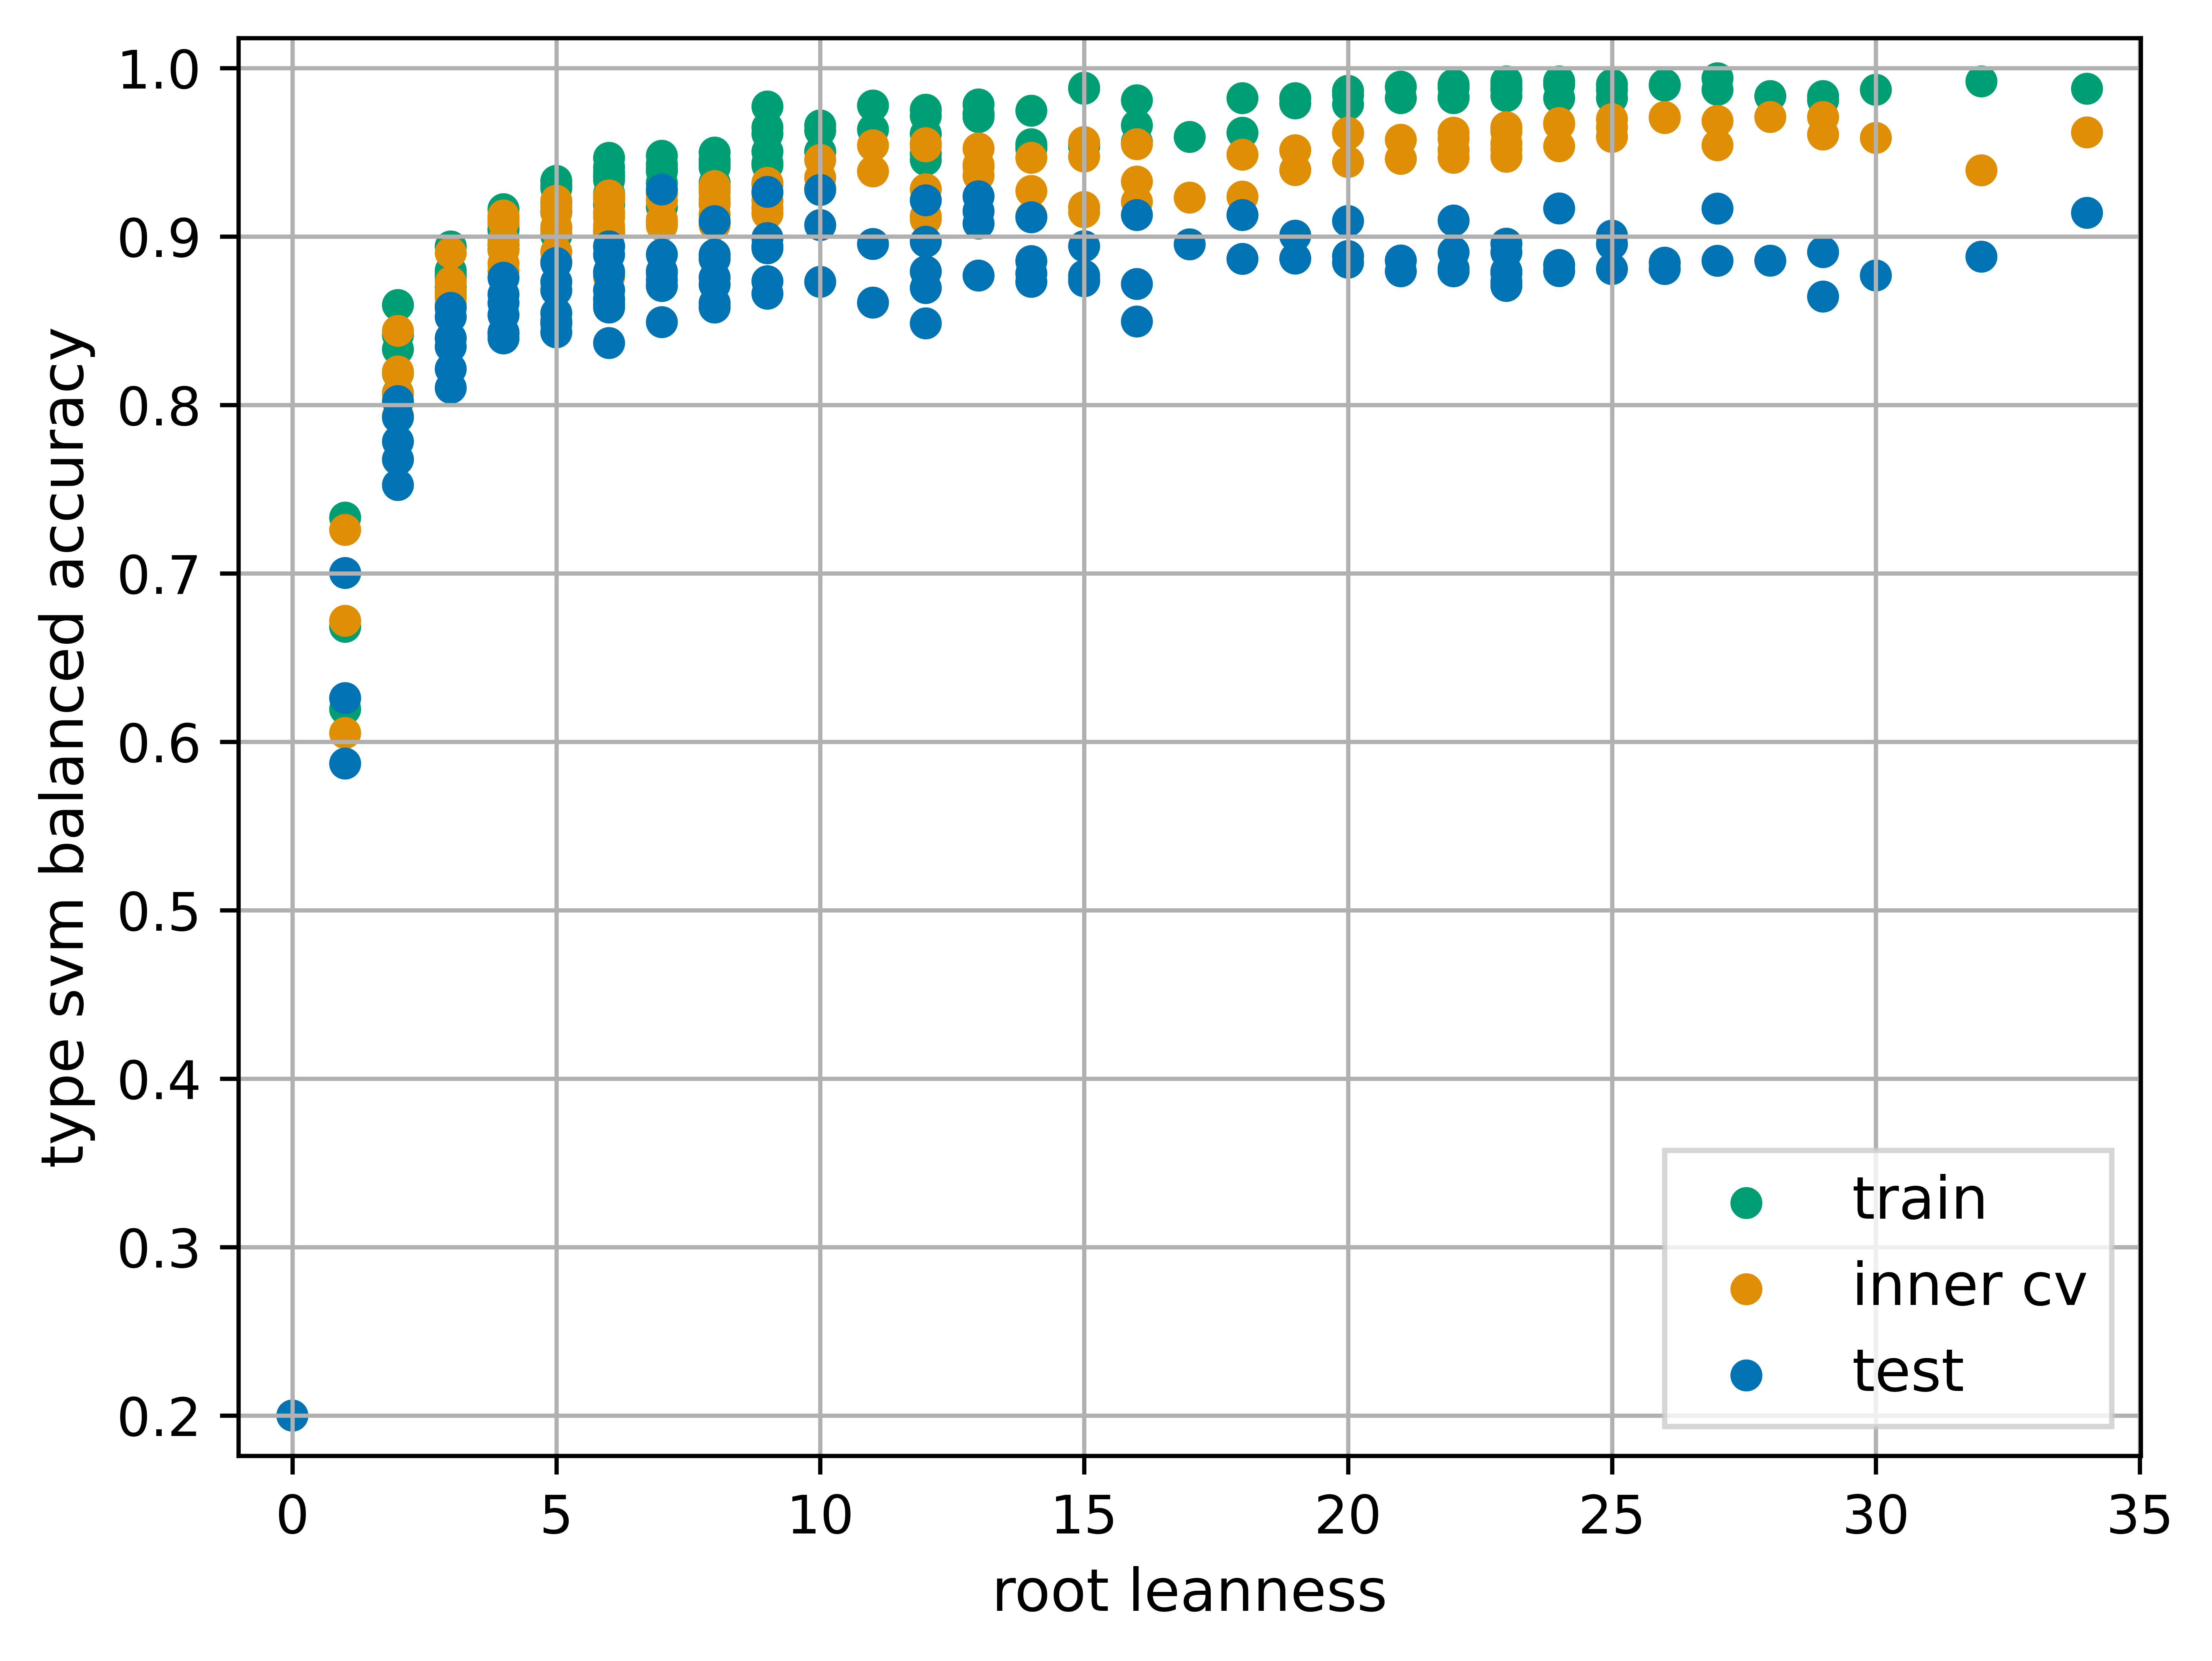 type svm balanced accuracy
1.0
0.9
0.8
0.7
0.6
0.5
0.4
0.3
0.2
train
inner cv
test
0 5 10 15 20 25 30 35
root leanness